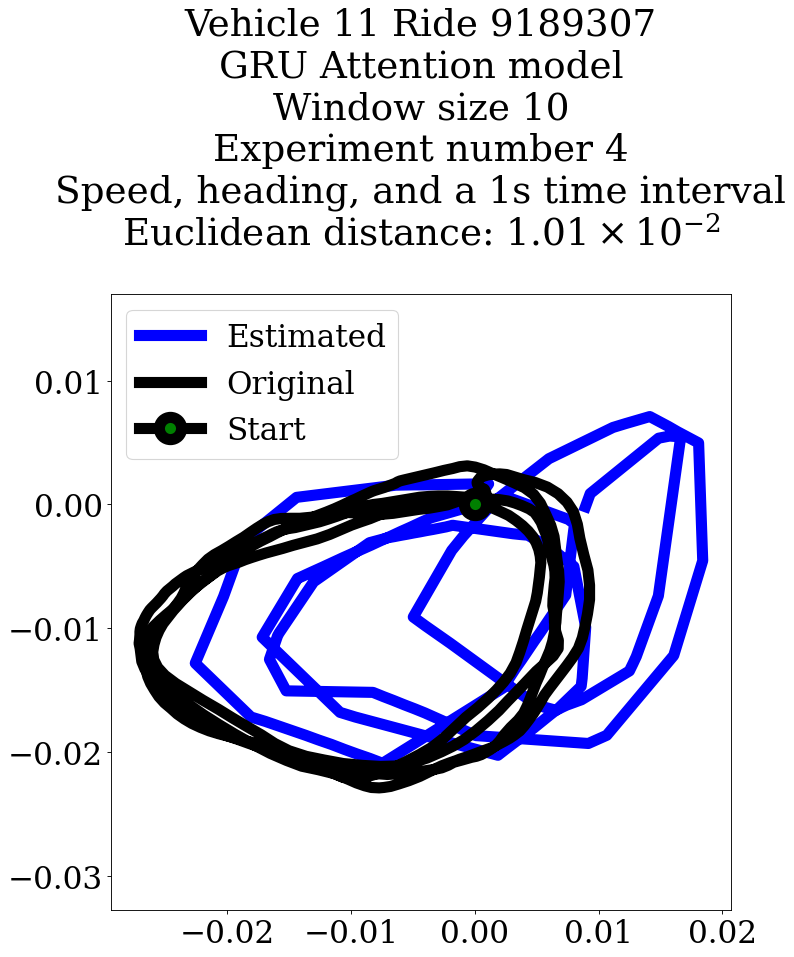 Vehicle 11 Ride 9189307
GRU Attention model
Window size 10
Experiment number 4
Speed, heading, and a 1s time interval
Euclidean distance: 1.01 × 10⁻²
Estimated
Original
Start
0.01
0.00
−0.01
−0.02
−0.03
−0.02 −0.01 0.00 0.01 0.02